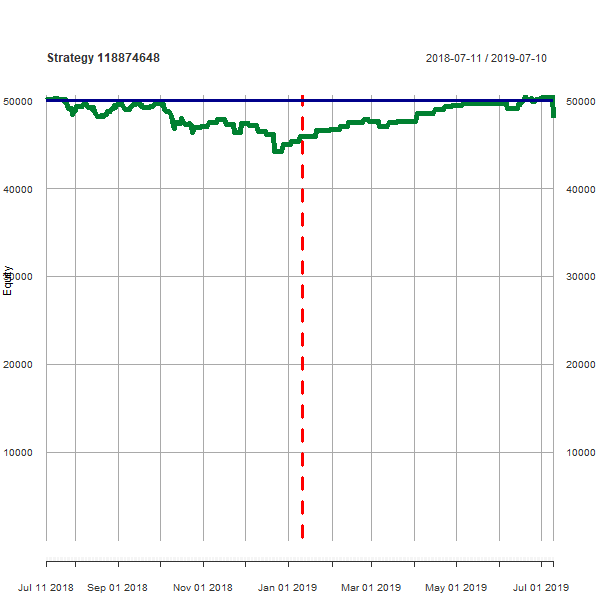 Strategy 118874648 2018-07-11 / 2019-07-10
50000 50000
40000 40000
Equity
30000 30000
20000 20000
10000 10000
Jul 11 2018 Sep 01 2018 Nov 01 2018 Jan 01 2019 Mar 01 2019 May 01 2019 Jul 01 2019